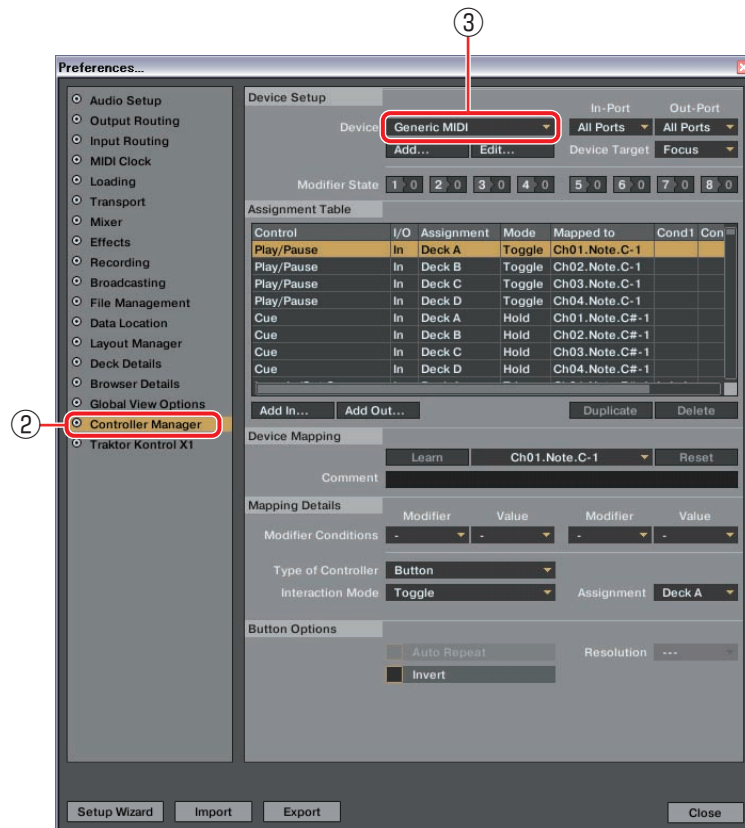 ③
Preferences...
Audio Setup
Output Routing
Input Routing
MIDI Clock
Loading
Transport
Mixer
Effects
Recording
Broadcasting
File Management
Data Location
Layout Manager
Deck Details
Browser Details
Global View Options
② Controller Manager
Traktor Kontrol X1
Device Setup
In-Port Out-Port
Device Generic MIDI All Ports All Ports
Add... Edit... Device Target Focus
Modifier State 1 0 2 0 3 0 4 0 5 0 6 0 7 0 8 0
Assignment Table
Control I/O Assignment Mode Mapped to Cond1 Con
Play/Pause In Deck A Toggle Ch01.Note.C-1
Play/Pause In Deck B Toggle Ch02.Note.C-1
Play/Pause In Deck C Toggle Ch03.Note.C-1
Play/Pause In Deck D Toggle Ch04.Note.C-1
Cue In Deck A Hold Ch01.Note.C#-1
Cue In Deck B Hold Ch02.Note.C#-1
Cue In Deck C Hold Ch03.Note.C#-1
Cue In Deck D Hold Ch04.Note.C#-1
Add In... Add Out... Duplicate Delete
Device Mapping
Learn Ch01.Note.C-1 Reset
Comment
Mapping Details
Modifier Value Modifier Value
Modifier Conditions - - - -
Type of Controller Button
Interaction Mode Toggle Assignment Deck A
Button Options
Auto Repeat Resolution ---
Invert
Setup Wizard Import Export Close